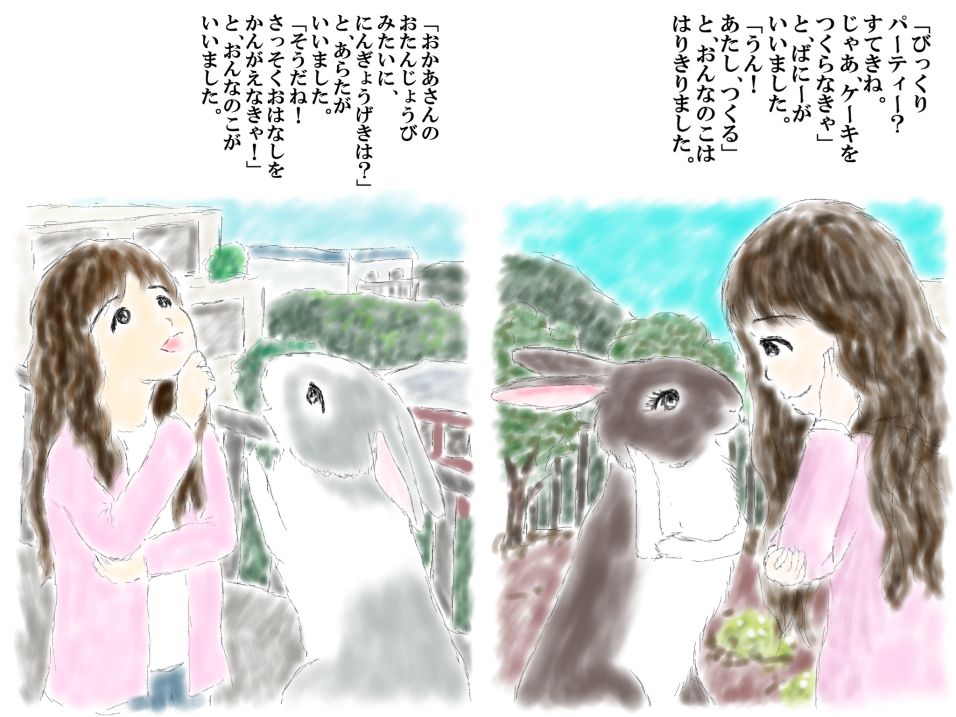 「びっくり
パーティー?
すてきね。
じゃあ、ケーキを
つくらなきゃ」
と、ばにーが
いいました。
「うん!
あたし、つくる」
と、おんなのこは
はりきりました。
「おかあさんの
おたんじょうび
みたいに、
にんぎょうげきは?」
と、あらたが
いいました。
「そうだね!
さっそくおはなしを
かんがえなきゃ!」
と、おんなのこが
いいました。